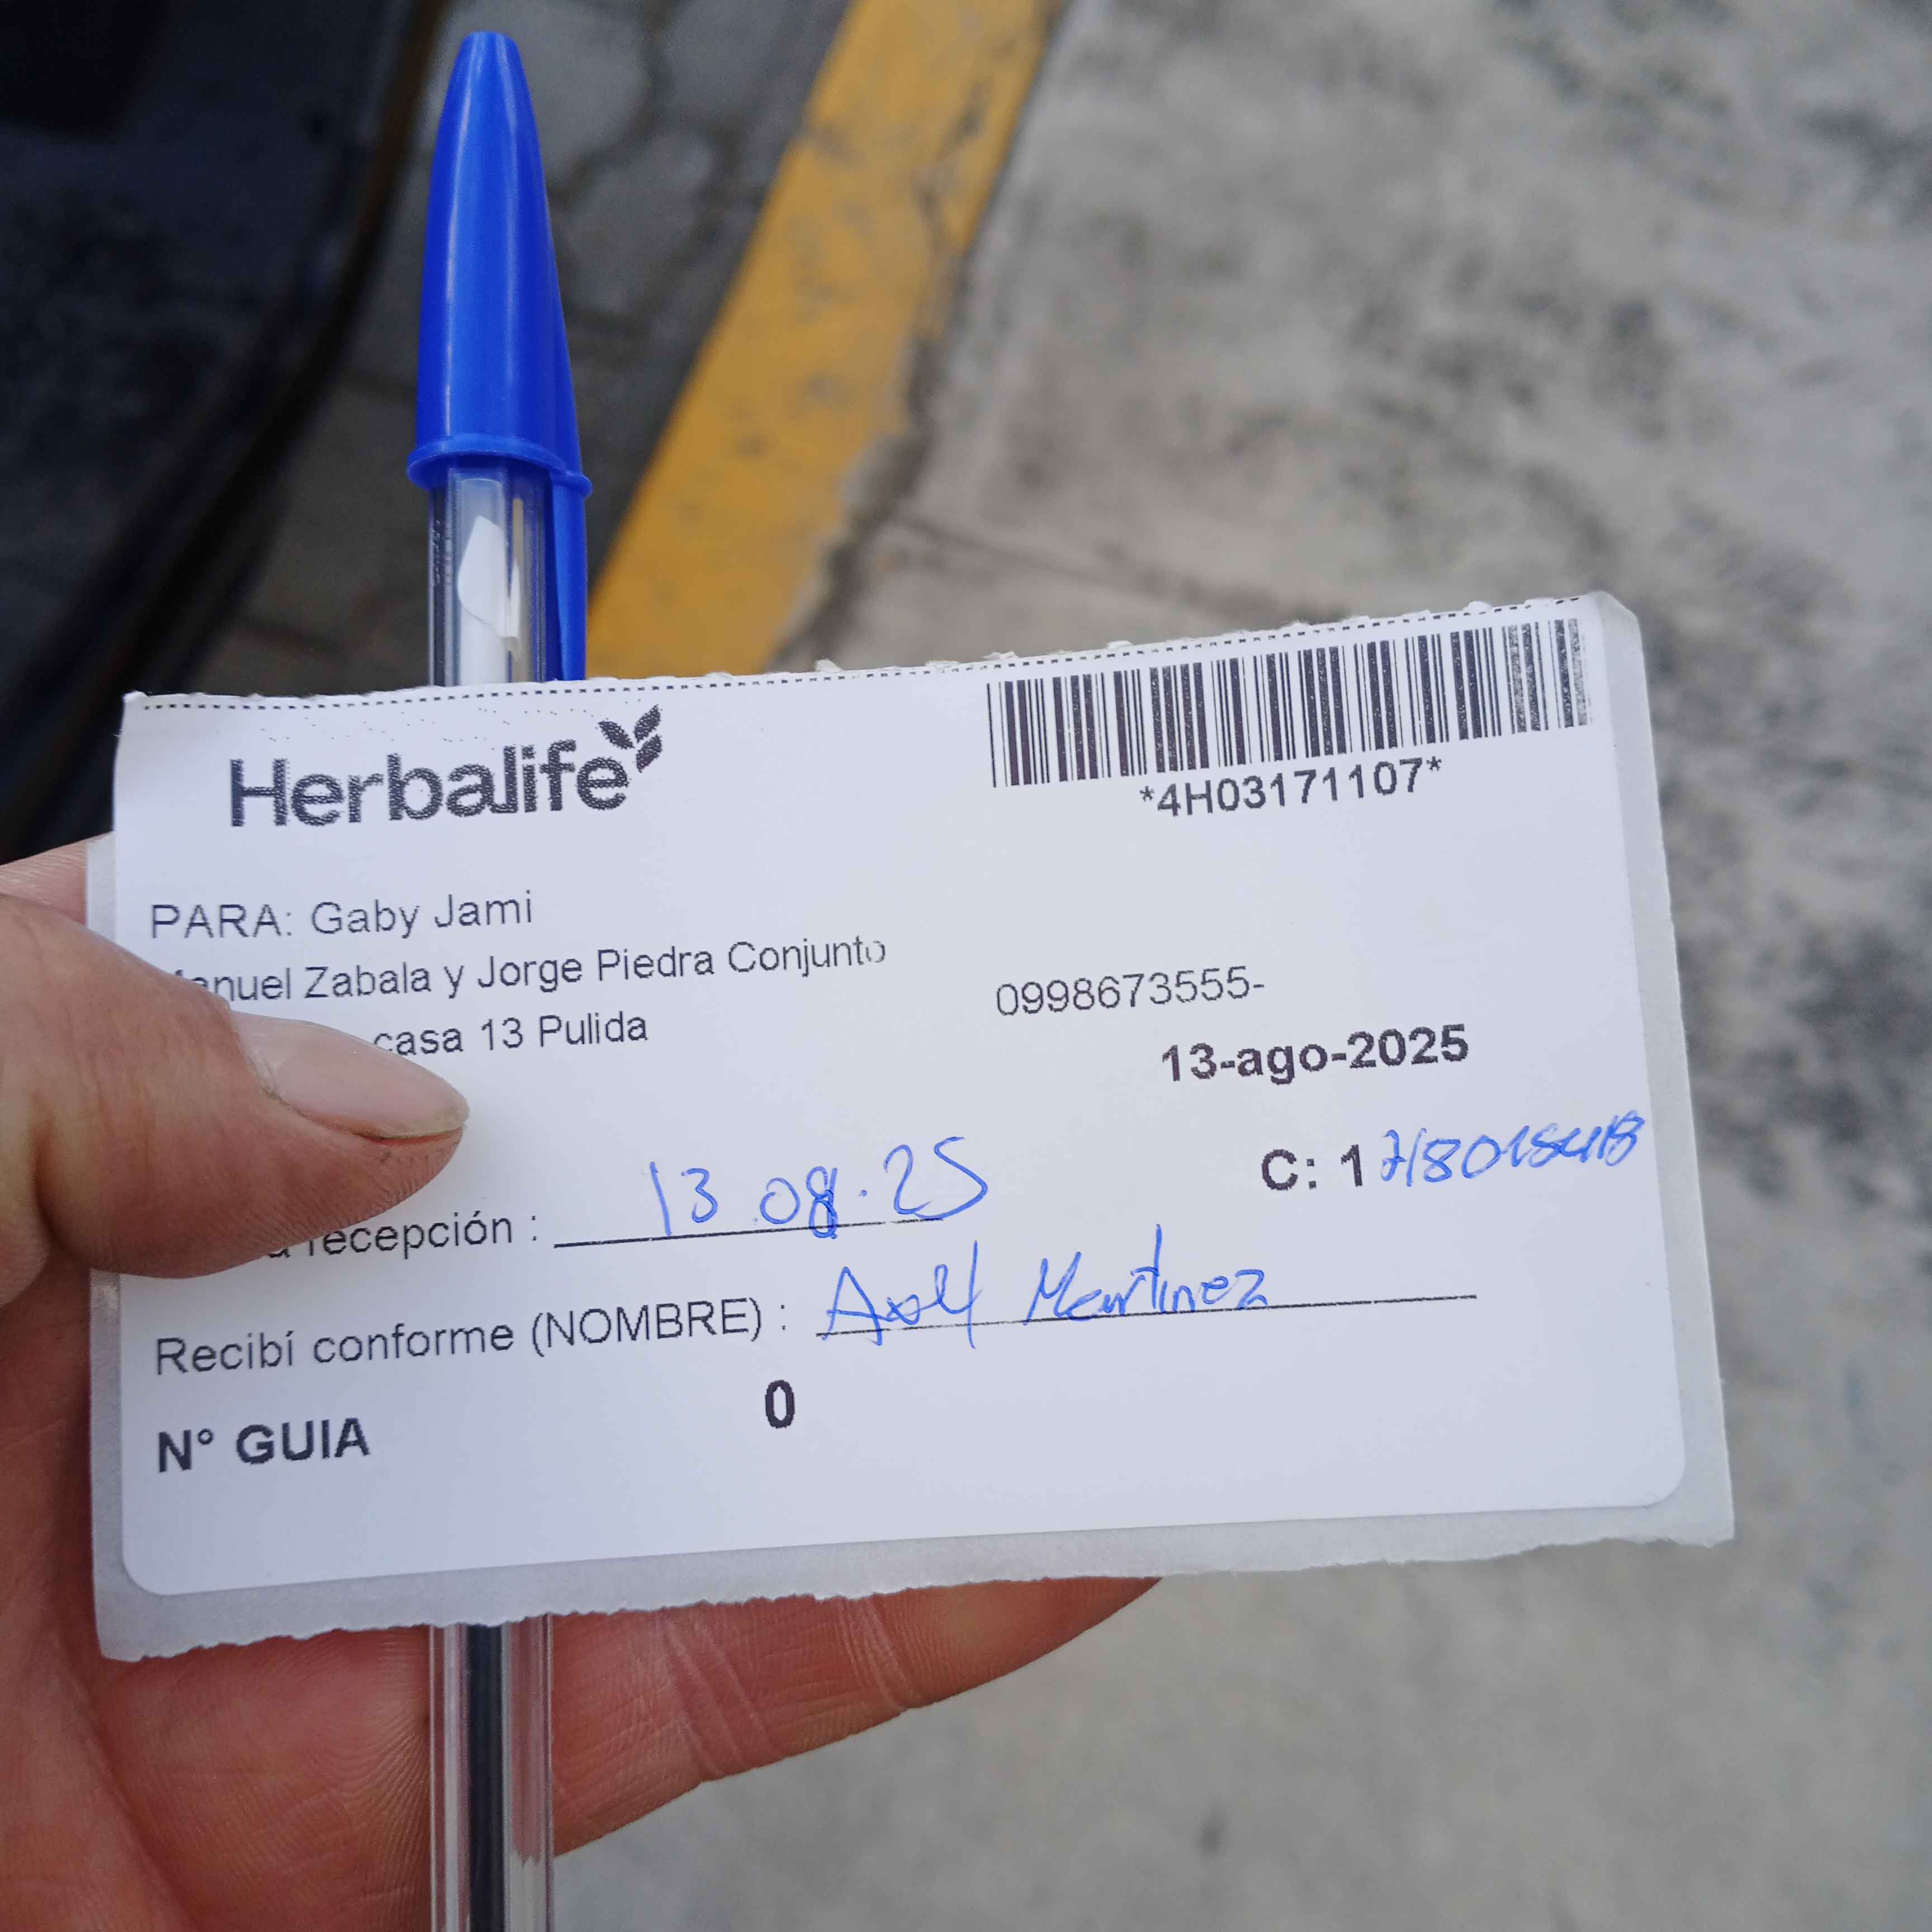 Herbalife
*4H03171107*
PARA: Gaby Jami
Zabala y Jorge Piedra Conjunto
casa 13 Pulida
0998673555-
13-ago-2025
C: 1
recepción : 13 08.25
Recibí conforme (NOMBRE) : Martinez
N° GUIA 0